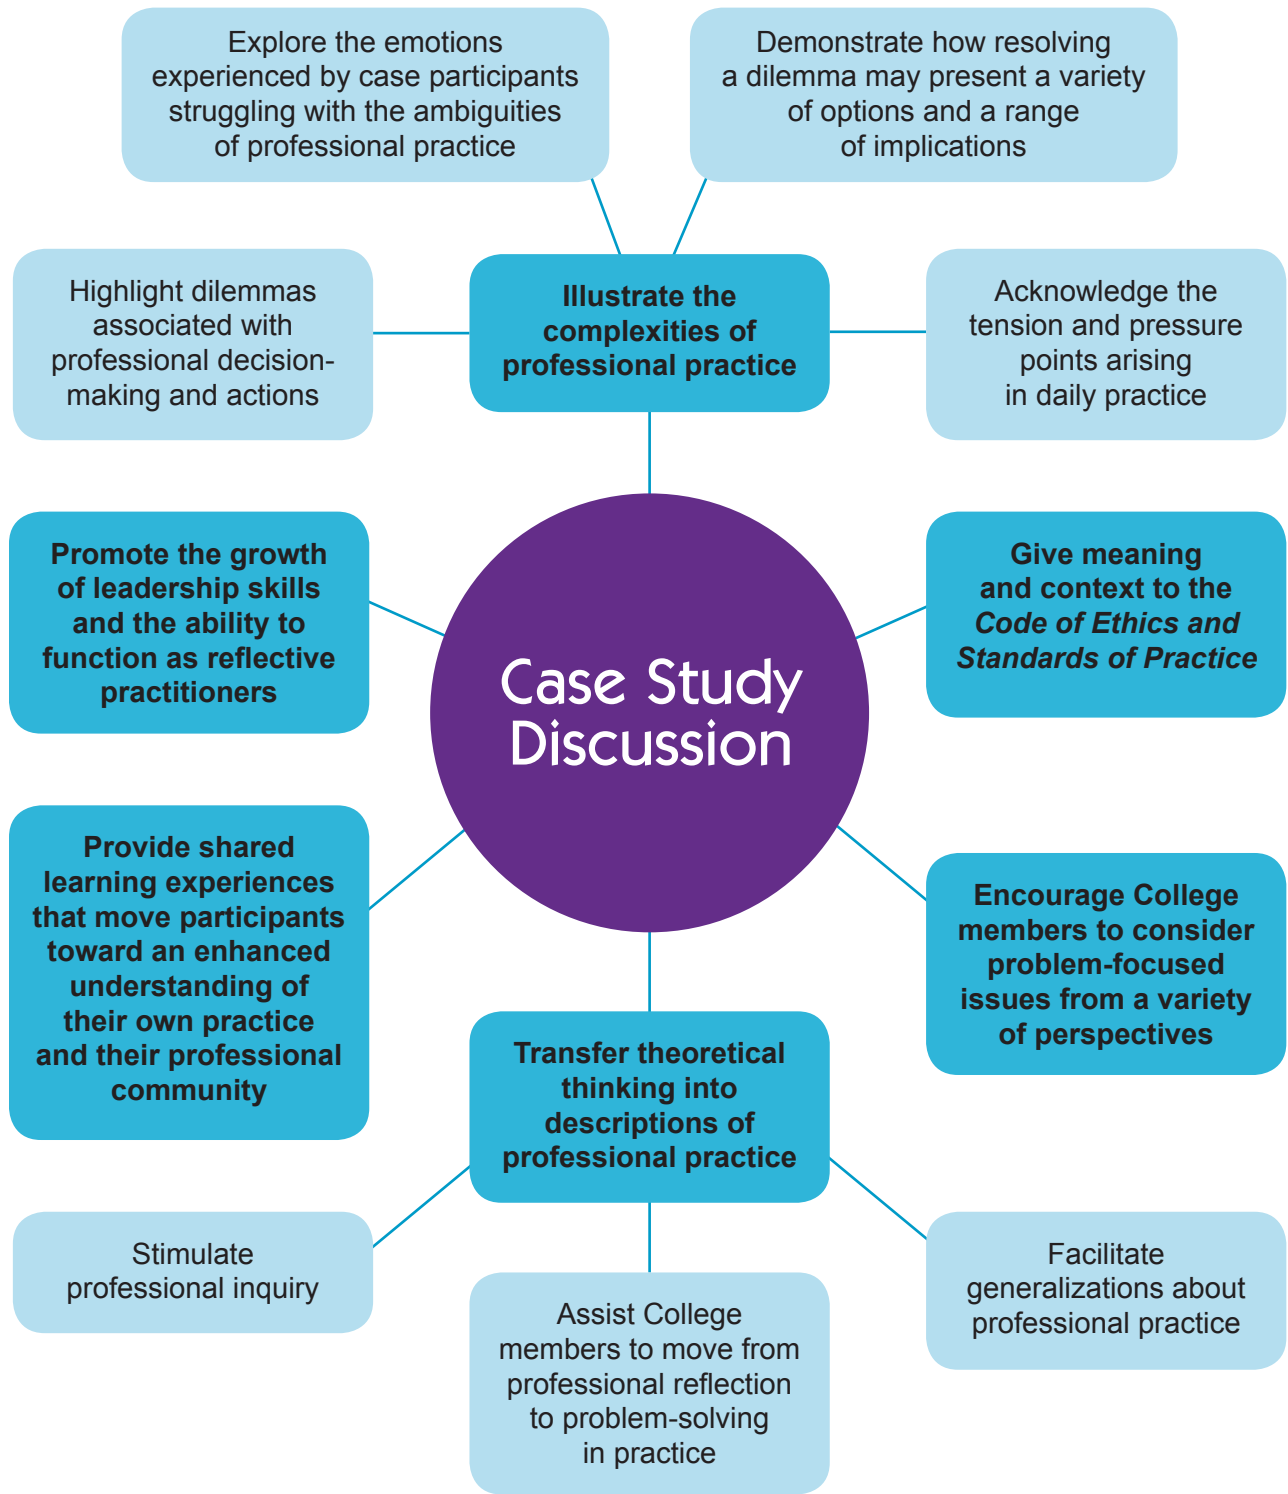 Explore the emotions
experienced by case participants
struggling with the ambiguities
of professional practice
Demonstrate how resolving
a dilemma may present a variety
of options and a range
of implications
Highlight dilemmas
associated with
professional decision-
making and actions
Illustrate the
complexities of
professional practice
Acknowledge the
tension and pressure
points arising
in daily practice
Promote the growth
of leadership skills
and the ability to
function as reflective
practitioners
Give meaning
and context to the
Code of Ethics and
Standards of Practice
Case Study
Discussion
Provide shared
learning experiences
that move participants
toward an enhanced
understanding of
their own practice
and their professional
community
Encourage College
members to consider
problem-focused
issues from a variety
of perspectives
Transfer theoretical
thinking into
descriptions of
professional practice
Stimulate
professional inquiry
Assist College
members to move from
professional reflection
to problem-solving
in practice
Facilitate
generalizations about
professional practice